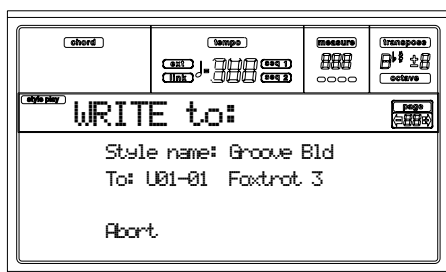 chord tempo measure transpose
ext seq 1
link seq 2
octave
style play WRITE to: page
Style name: Groove Bld
To: U01-01 Foxtrot 3
Abort